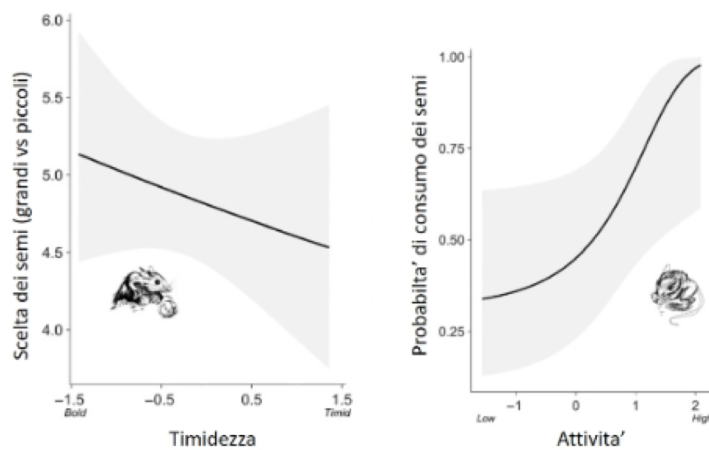 Scelta dei semi (grandi vs piccoli)
6.0
5.5
5.0
4.5
4.0
−1.5
−0.5
0.5
1.5
Bold
Timid
Timidezza
Probabilta' di consumo dei semi
1.00
0.75
0.50
0.25
−1
0
1
2
Low
High
Attivita'